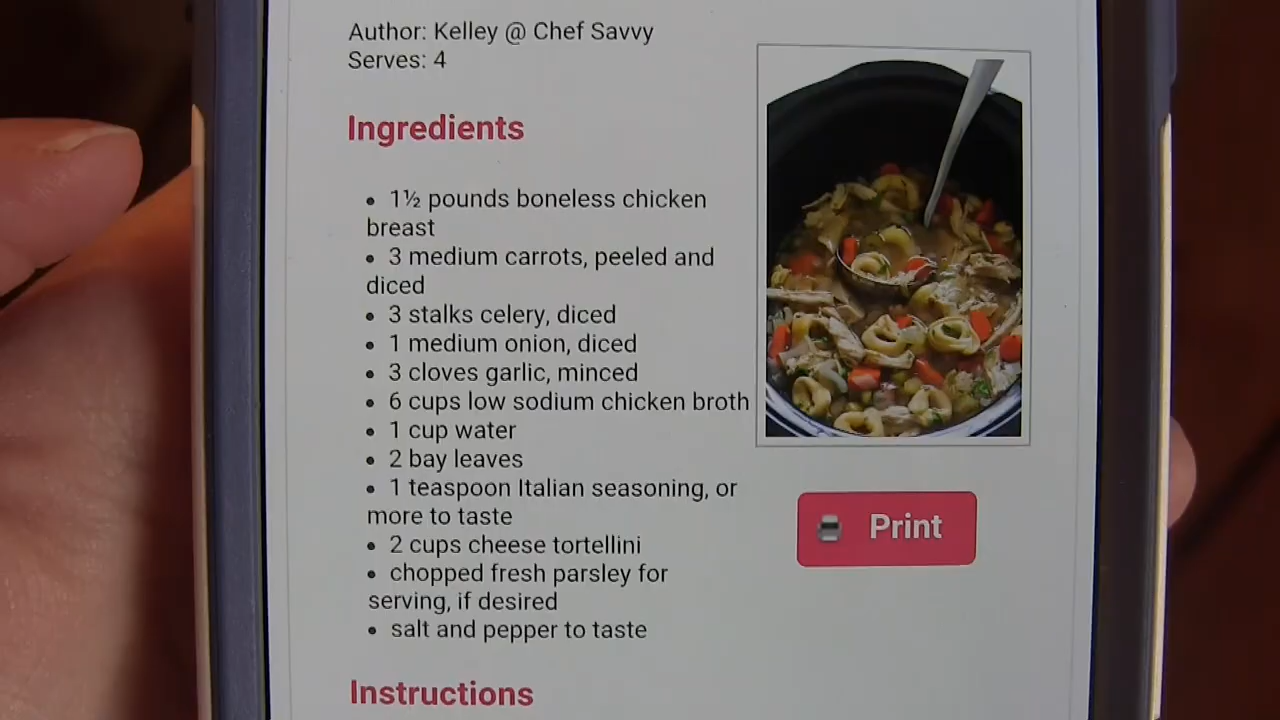 Author: Kelley @ Chef Savvy
Serves: 4
Ingredients
• 1½ pounds boneless chicken
breast
• 3 medium carrots, peeled and
diced
• 3 stalks celery, diced
• 1 medium onion, diced
• 3 cloves garlic, minced
• 6 cups low sodium chicken broth
• 1 cup water
• 2 bay leaves
• 1 teaspoon Italian seasoning, or
more to taste
• 2 cups cheese tortellini
• chopped fresh parsley for
serving, if desired
• salt and pepper to taste
Print
Instructions